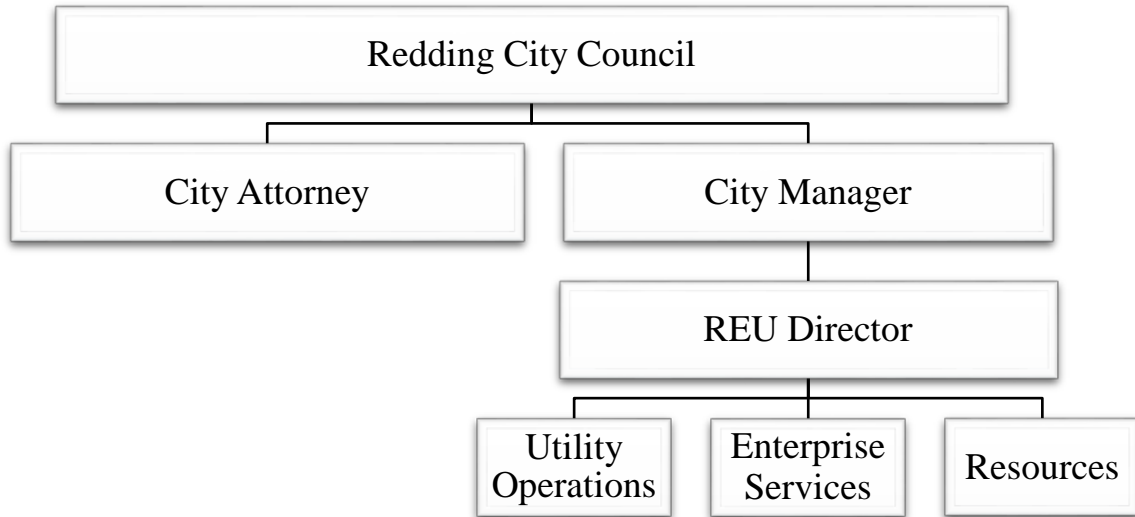 Redding City Council
City Attorney
City Manager
REU Director
Utility
Operations
Enterprise
Services
Resources